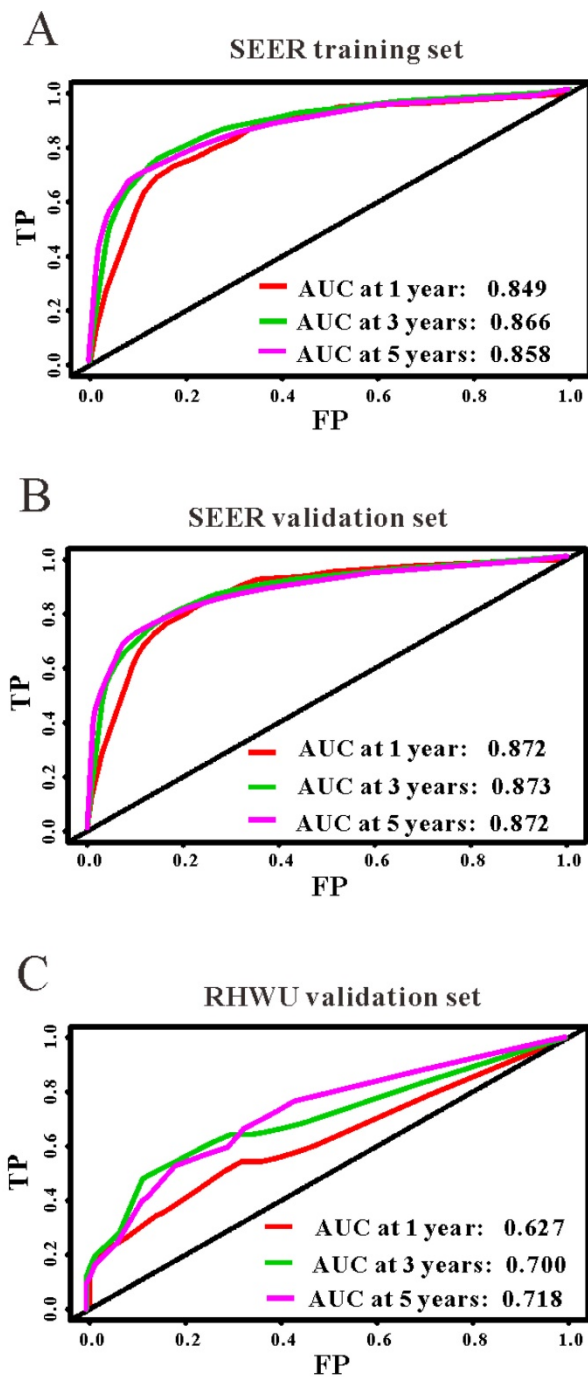 A
SEER training set
TP
0.0 0.2 0.4 0.6 0.8 1.0
AUC at 1 year: 0.849
AUC at 3 years: 0.866
AUC at 5 years: 0.858
0.0 0.2 0.4 0.6 0.8 1.0
FP
B
SEER validation set
TP
0.0 0.2 0.4 0.6 0.8 1.0
AUC at 1 year: 0.872
AUC at 3 years: 0.873
AUC at 5 years: 0.872
0.0 0.2 0.4 0.6 0.8 1.0
FP
C
RHWU validation set
TP
0.0 0.2 0.4 0.6 0.8 1.0
AUC at 1 year: 0.627
AUC at 3 years: 0.700
AUC at 5 years: 0.718
0.0 0.2 0.4 0.6 0.8 1.0
FP